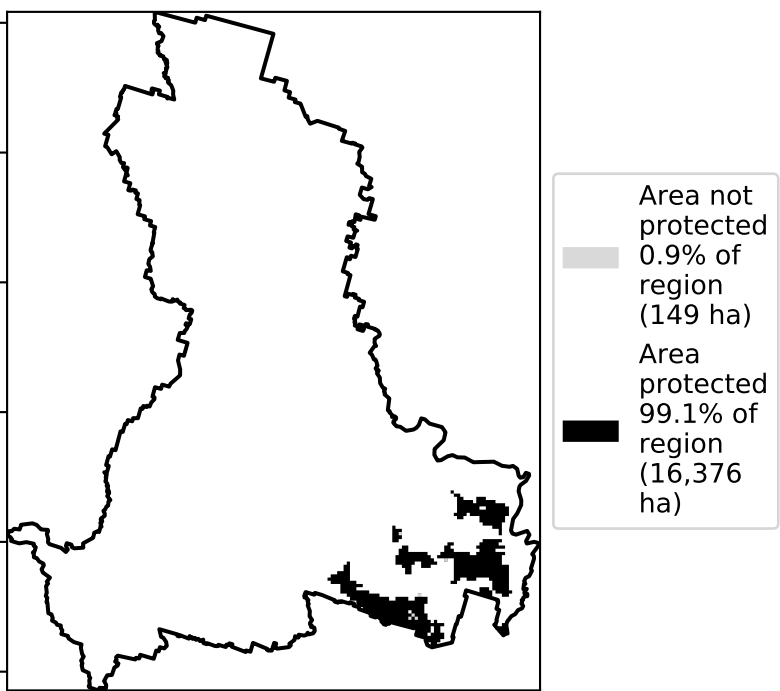 Area not
protected
0.9% of
region
(149 ha)
Area
protected
99.1% of
region
(16,376
ha)